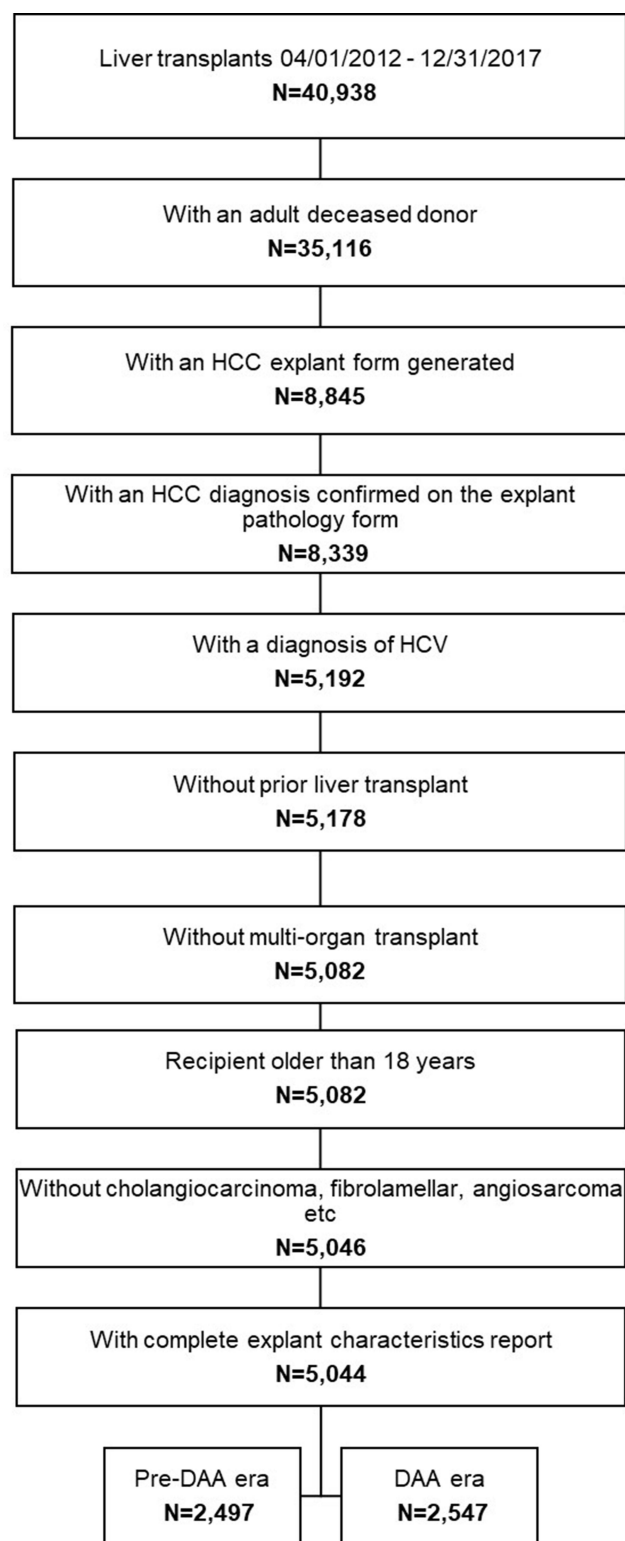 Liver transplants 04/01/2012 - 12/31/2017
N=40,938
With an adult deceased donor
N=35,116
With an HCC explant form generated
N=8,845
With an HCC diagnosis confirmed on the explant
pathology form
N=8,339
With a diagnosis of HCV
N=5,192
Without prior liver transplant
N=5,178
Without multi-organ transplant
N=5,082
Recipient older than 18 years
N=5,082
Without cholangiocarcinoma, fibrolamellar, angiosarcoma
etc
N=5,046
With complete explant characteristics report
N=5,044
Pre-DAA era
N=2,497
DAA era
N=2,547